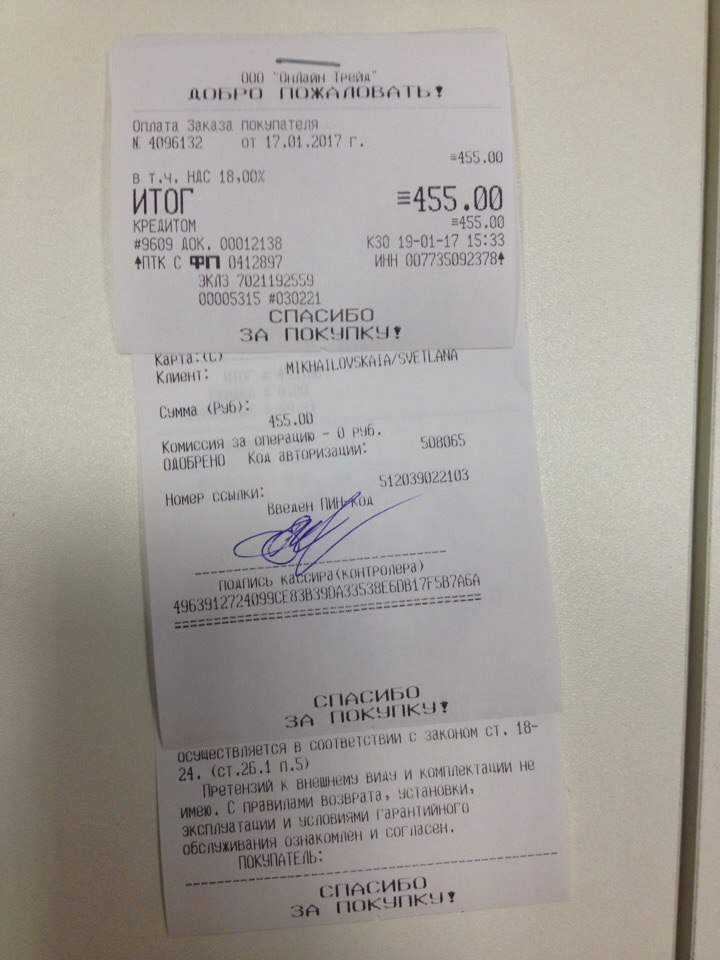 ООО "Онлайн Трейд"
ДОБРО ПОЖАЛОВАТЬ!
Оплата Заказа покупателя
№ 4096132 от 17.01.2017 г.
≡455.00
в т.ч. НДС 18,00%
ИТОГ ≡455.00
КРЕДИТОМ ≡455.00
#9609 ДОК. 00012138 К30 19-01-17 15:33
ПТК С ФП 0412897 ИНН 007735092378
ЭКЛЗ 7021192559
00005315 #030221
СПАСИБО
ЗА ПОКУПКУ!
Карта:(С)
Клиент: MIKHAILOVSKAIA/SVETLANA
Сумма (Руб):
455.00
Комиссия за операцию - 0 руб.
ОДОБРЕНО Код авторизации: 508065
Номер ссылки: 512039022103
Введен ПИН-код
подпись кассира(контролера)
4963912724099CE83B39DA33538E6DB17F5B7A6A
СПАСИБО
ЗА ПОКУПКУ!
осуществляется в соответствии с законом ст. 18-
24. (ст.26.1 п.5)
Претензий к внешнему виду и комплектации не
имею. С правилами возврата, установки,
эксплуатации и условиями гарантийного
обслуживания ознакомлен и согласен.
ПОКУПАТЕЛЬ:
СПАСИБО
ЗА ПОКУПКУ!